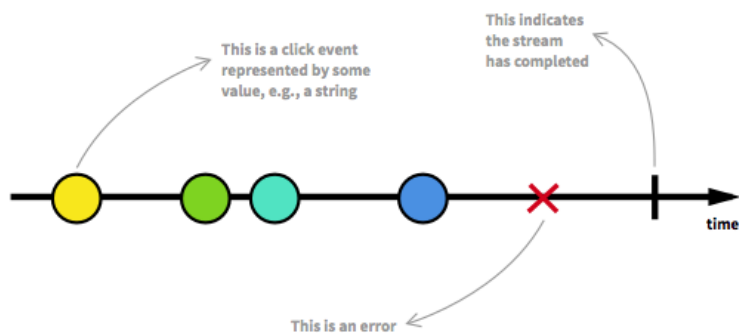 This indicates
the stream
has completed
This is a click event
represented by some
value, e.g., a string
time
This is an error